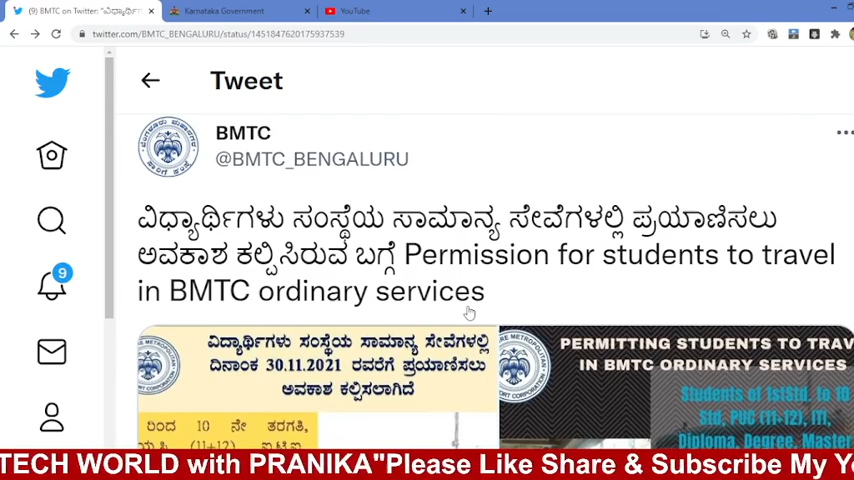 (9) BMTC on Twitter: "ವಿದ್ಯಾರ್ಥಿ
Karnataka Government
YouTube
twitter.com/BMTC_BENGALURU/status/1451847620175937539
Tweet
BMTC
@BMTC_BENGALURU
ವಿಧ್ಯಾರ್ಥಿಗಳು ಸಂಸ್ಥೆಯ ಸಾಮಾನ್ಯ ಸೇವೆಗಳಲ್ಲಿ ಪ್ರಯಾಣಿಸಲು
ಅವಕಾಶ ಕಲ್ಪಿಸಿರುವ ಬಗ್ಗೆ Permission for students to travel
in BMTC ordinary services
9
ವಿದ್ಯಾರ್ಥಿಗಳು ಸಂಸ್ಥೆಯ ಸಾಮಾನ್ಯ ಸೇವೆಗಳಲ್ಲಿ
ದಿನಾಂಕ 30.11.2021 ರವರೆಗೆ ಪ್ರಯಾಣಿಸಲು
ಅವಕಾಶ ಕಲ್ಪಿಸಲಾಗಿದೆ
ರಿಂದ 10 ನೇ ತರಗತಿ,
(11+12) ಐ.ಟಿ.ಐ
PERMITTING STUDENTS TO TRAV
IN BMTC ORDINARY SERVICES
Students of 1stStd. to 10
Std, PUC (11+12), ITI,
Diploma, Degree, Master
TECH WORLD with PRANIKA"Please Like Share & Subscribe My Yo